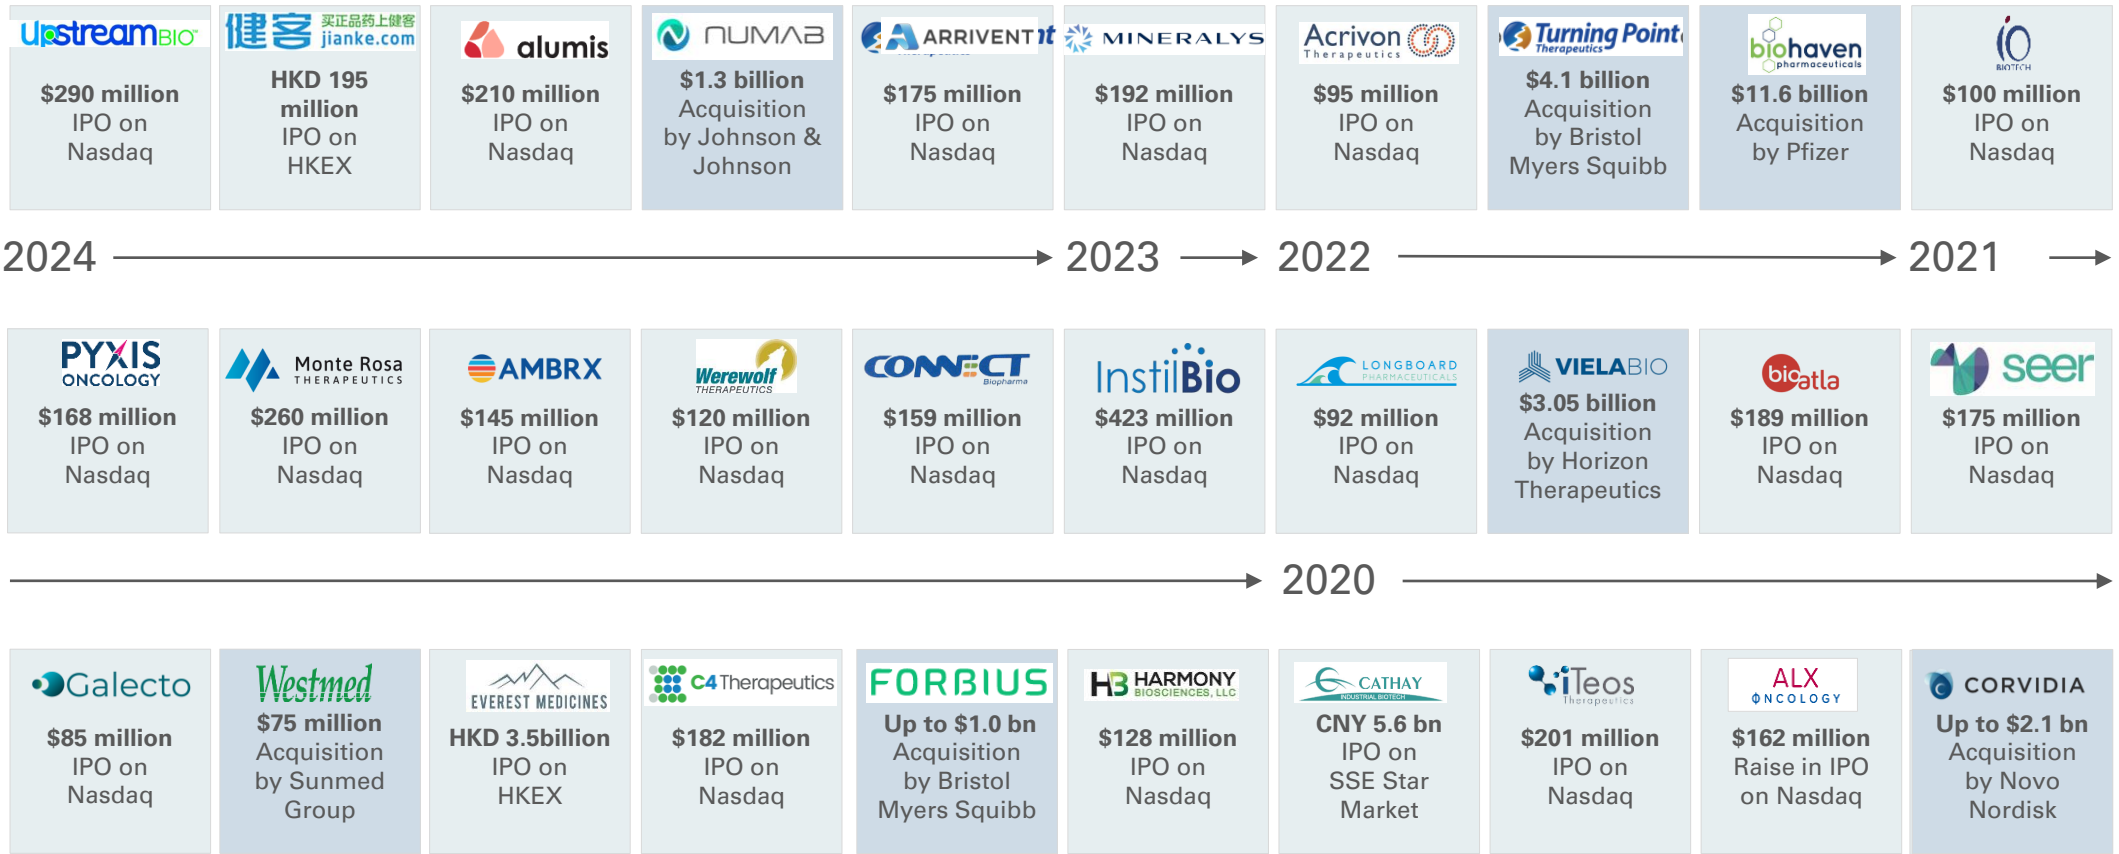 UpstreamBIO™
$290 million
IPO on
Nasdaq
健客 买正品药上健客
jianke.com
HKD 195
million
IPO on
HKEX
alumis
$210 million
IPO on
Nasdaq
NUMAB
$1.3 billion
Acquisition
by Johnson &
Johnson
ARRIVENT
$175 million
IPO on
Nasdaq
MINERALYS
$192 million
IPO on
Nasdaq
Acrivon
Therapeutics
$95 million
IPO on
Nasdaq
Turning Point
Therapeutics
$4.1 billion
Acquisition
by Bristol
Myers Squibb
biohaven
pharmaceuticals
$11.6 billion
Acquisition
by Pfizer
iO
BIOTECH
$100 million
IPO on
Nasdaq
2024 2023 2022 2021
PYXIS
ONCOLOGY
$168 million
IPO on
Nasdaq
Monte Rosa
THERAPEUTICS
$260 million
IPO on
Nasdaq
AMBRX
$145 million
IPO on
Nasdaq
Werewolf
THERAPEUTICS
$120 million
IPO on
Nasdaq
CONNECT
Biopharma
$159 million
IPO on
Nasdaq
InstilBio
$423 million
IPO on
Nasdaq
LONGBOARD
PHARMACEUTICALS
$92 million
IPO on
Nasdaq
VIELABIO
$3.05 billion
Acquisition
by Horizon
Therapeutics
bioatla
$189 million
IPO on
Nasdaq
seer
$175 million
IPO on
Nasdaq
2020
Galecto
$85 million
IPO on
Nasdaq
Westmed
$75 million
Acquisition
by Sunmed
Group
EVEREST MEDICINES
HKD 3.5billion
IPO on
HKEX
C4 Therapeutics
$182 million
IPO on
Nasdaq
FORBIUS
Up to $1.0 bn
Acquisition
by Bristol
Myers Squibb
HB HARMONY
BIOSCIENCES, LLC
$128 million
IPO on
Nasdaq
CATHAY
INDUSTRIAL BIOTECH
CNY 5.6 bn
IPO on
SSE Star
Market
iTeos
Therapeutics
$201 million
IPO on
Nasdaq
ALX
ONCOLOGY
$162 million
Raise in IPO
on Nasdaq
CORVIDIA
Up to $2.1 bn
Acquisition
by Novo
Nordisk